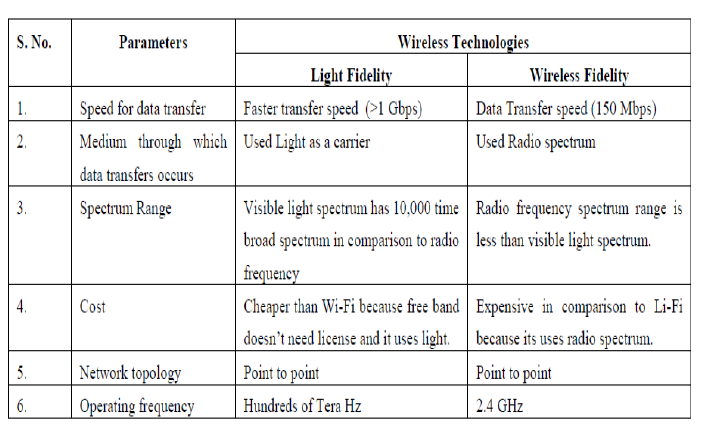 S. No. Parameters Wireless Technologies
Light Fidelity Wireless Fidelity
1. Speed for data transfer Faster transfer speed (>1 Gbps) Data Transfer speed (150 Mbps)
2. Medium through which Used Light as a carrier Used Radio spectrum
data transfers occurs
3. Spectrum Range Visible light spectrum has 10,000 time Radio frequency spectrum range is
broad spectrum in comparison to radio less than visible light spectrum.
frequency
4. Cost Cheaper than Wi-Fi because free band Expensive in comparison to Li-Fi
doesn't need license and it uses light. because its uses radio spectrum.
5. Network topology Point to point Point to point
6. Operating frequency Hundreds of Tera Hz 2.4 GHz